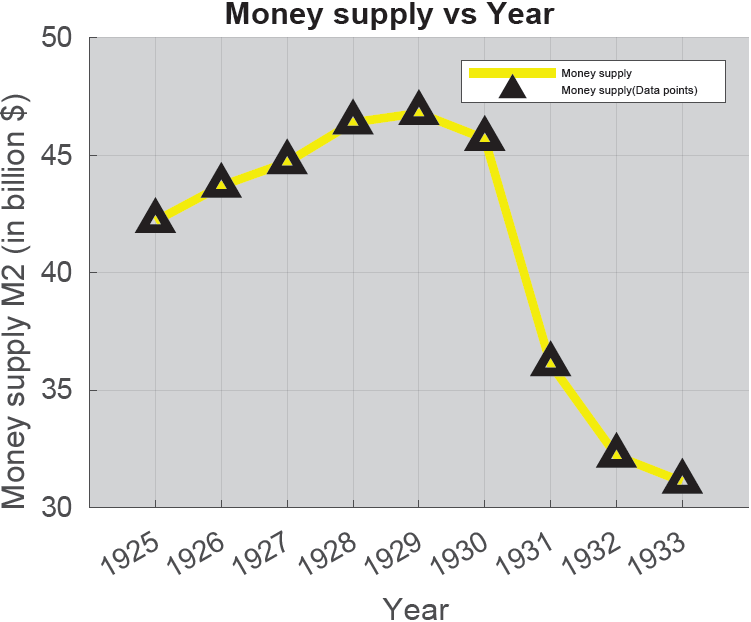 Money supply vs Year
Money supply
Money supply(Data points)
Money supply M2 (in billion $)
50
45
40
35
30
1925
1926
1927
1928
1929
1930
1931
1932
1933
Year